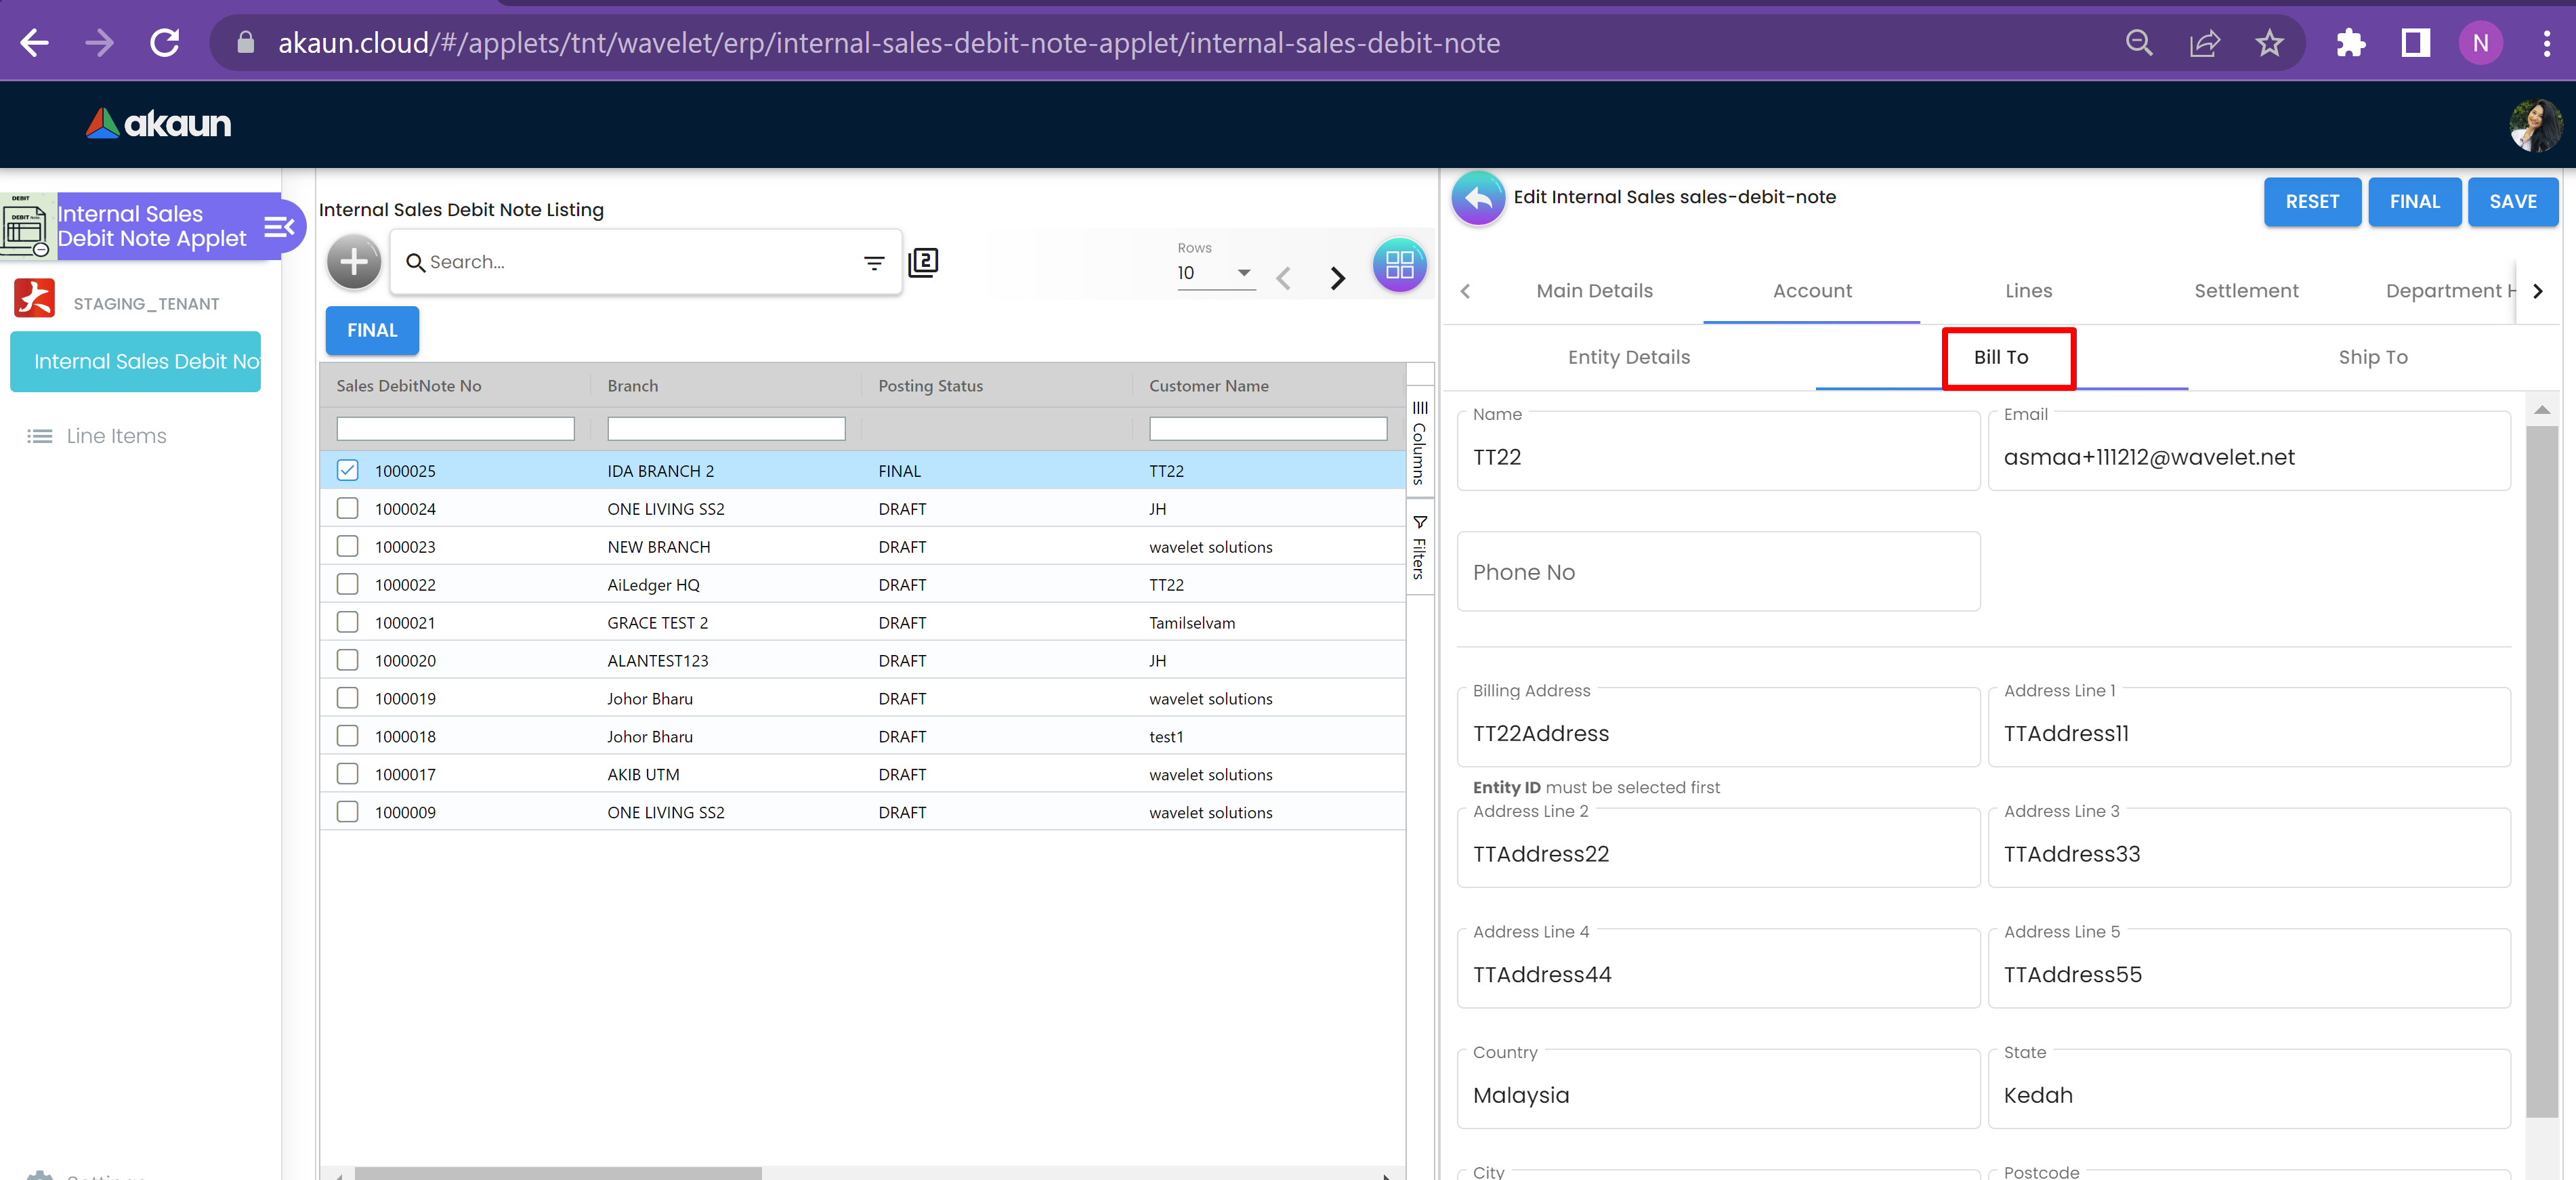 akaun.cloud/#/applets/tnt/wavelet/erp/internal-sales-debit-note-applet/internal-sales-debit-note
N
akaun
DEBIT
Internal Sales
Debit Note Applet
STAGING_TENANT
Internal Sales Debit No
Line Items
Settings
Internal Sales Debit Note Listing
Search...
2
Rows
10
FINAL
Sales DebitNote No Branch Posting Status Customer Name
1000025 IDA BRANCH 2 FINAL TT22
1000024 ONE LIVING SS2 DRAFT JH
1000023 NEW BRANCH DRAFT wavelet solutions
1000022 AiLedger HQ DRAFT TT22
1000021 GRACE TEST 2 DRAFT Tamilselvam
1000020 ALANTEST123 DRAFT JH
1000019 Johor Bharu DRAFT wavelet solutions
1000018 Johor Bharu DRAFT test1
1000017 AKIB UTM DRAFT wavelet solutions
1000009 ONE LIVING SS2 DRAFT wavelet solutions
Columns
Filters
Edit Internal Sales sales-debit-note
RESET FINAL SAVE
Main Details Account Lines Settlement Department H
Entity Details Bill To Ship To
Name Email
TT22 asmaa+111212@wavelet.net
Phone No
Billing Address Address Line 1
TT22Address TTAddress11
Entity ID must be selected first
Address Line 2 Address Line 3
TTAddress22 TTAddress33
Address Line 4 Address Line 5
TTAddress44 TTAddress55
Country State
Malaysia Kedah
City Postcode